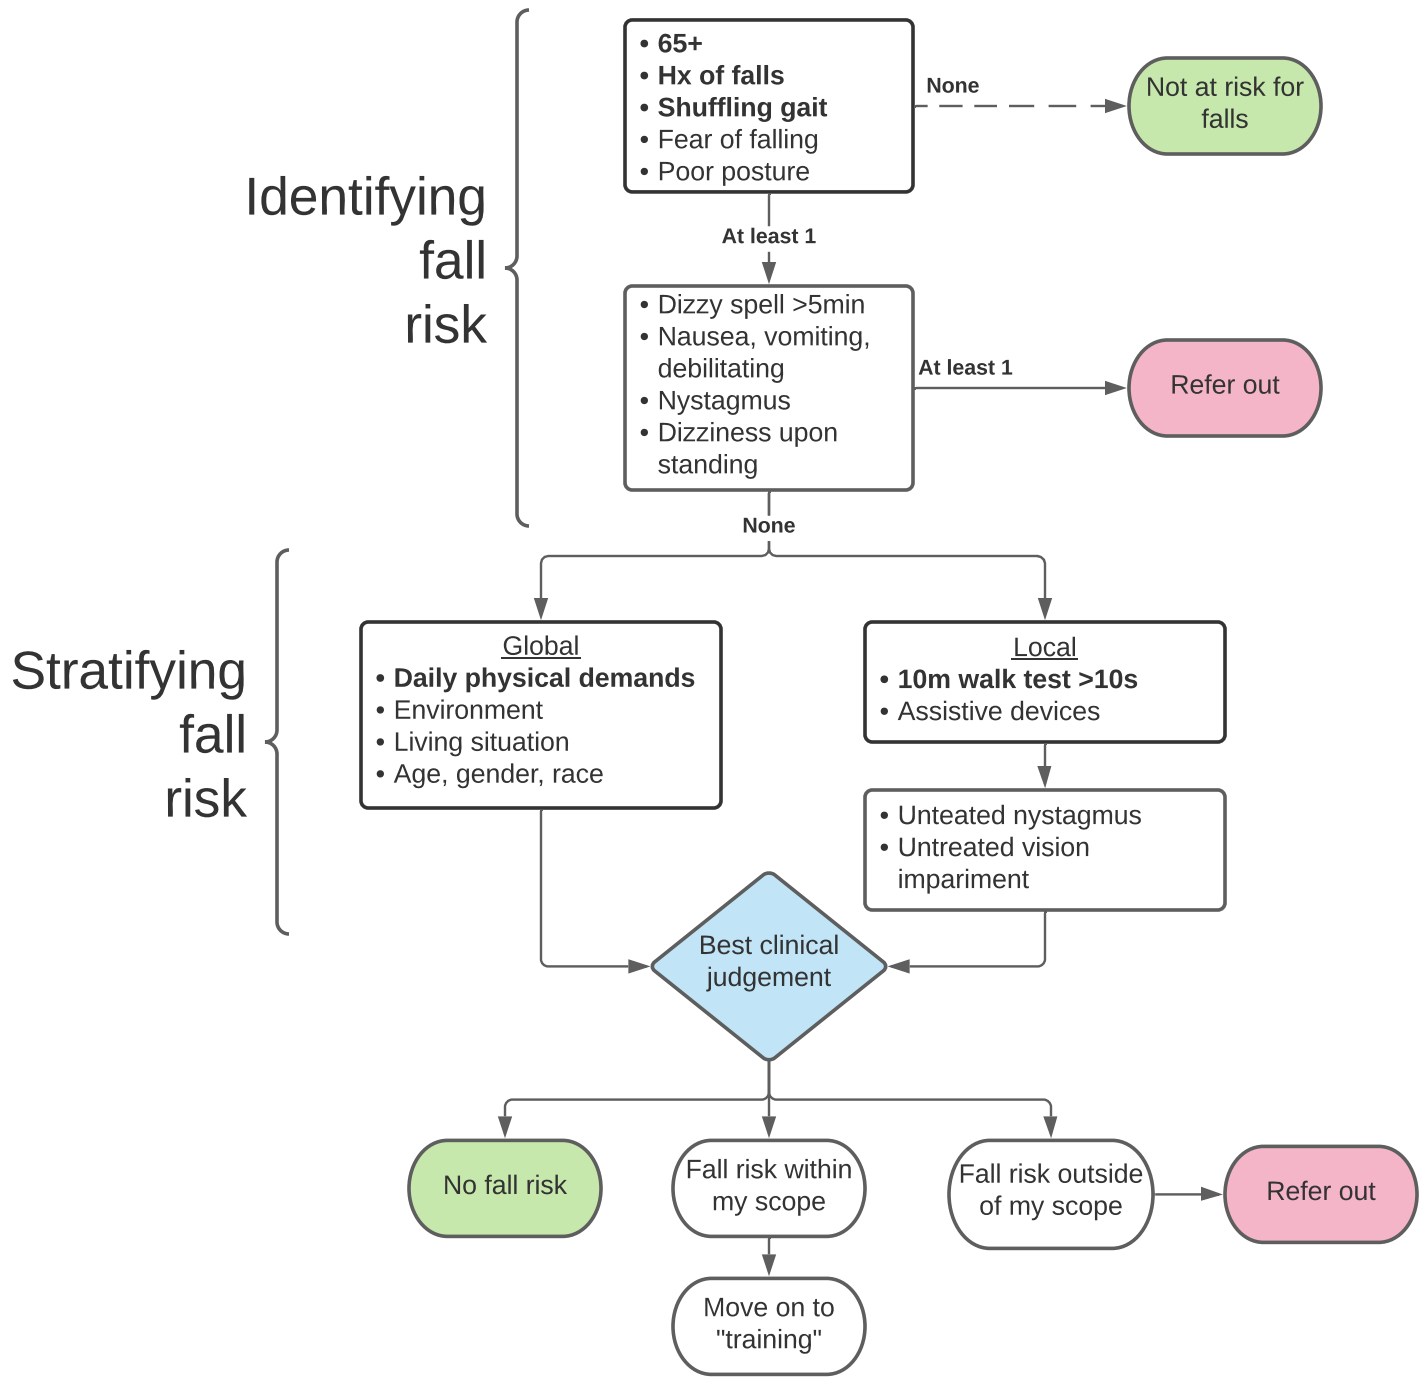 Identifying
fall
risk
• 65+
• Hx of falls
• Shuffling gait
• Fear of falling
• Poor posture
None
Not at risk for
falls
At least 1
• Dizzy spell >5min
• Nausea, vomiting,
debilitating
• Nystagmus
• Dizziness upon
standing
At least 1
Refer out
None
Stratifying
fall
risk
Global
• Daily physical demands
• Environment
• Living situation
• Age, gender, race
Local
• 10m walk test >10s
• Assistive devices
• Unteated nystagmus
• Untreated vision
impariment
Best clinical
judgement
No fall risk
Fall risk within
my scope
Fall risk outside
of my scope
Refer out
Move on to
"training"